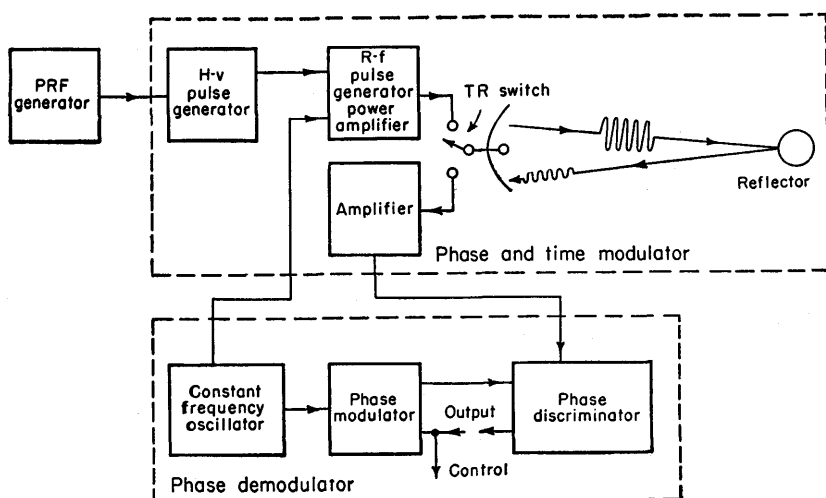 PRF
generator
H-v
pulse
generator
R-f
pulse
generator
power
amplifier
TR switch
Reflector
Amplifier
Phase and time modulator
Constant
frequency
oscillator
Phase
modulator
Output
Control
Phase
discriminator
Phase demodulator